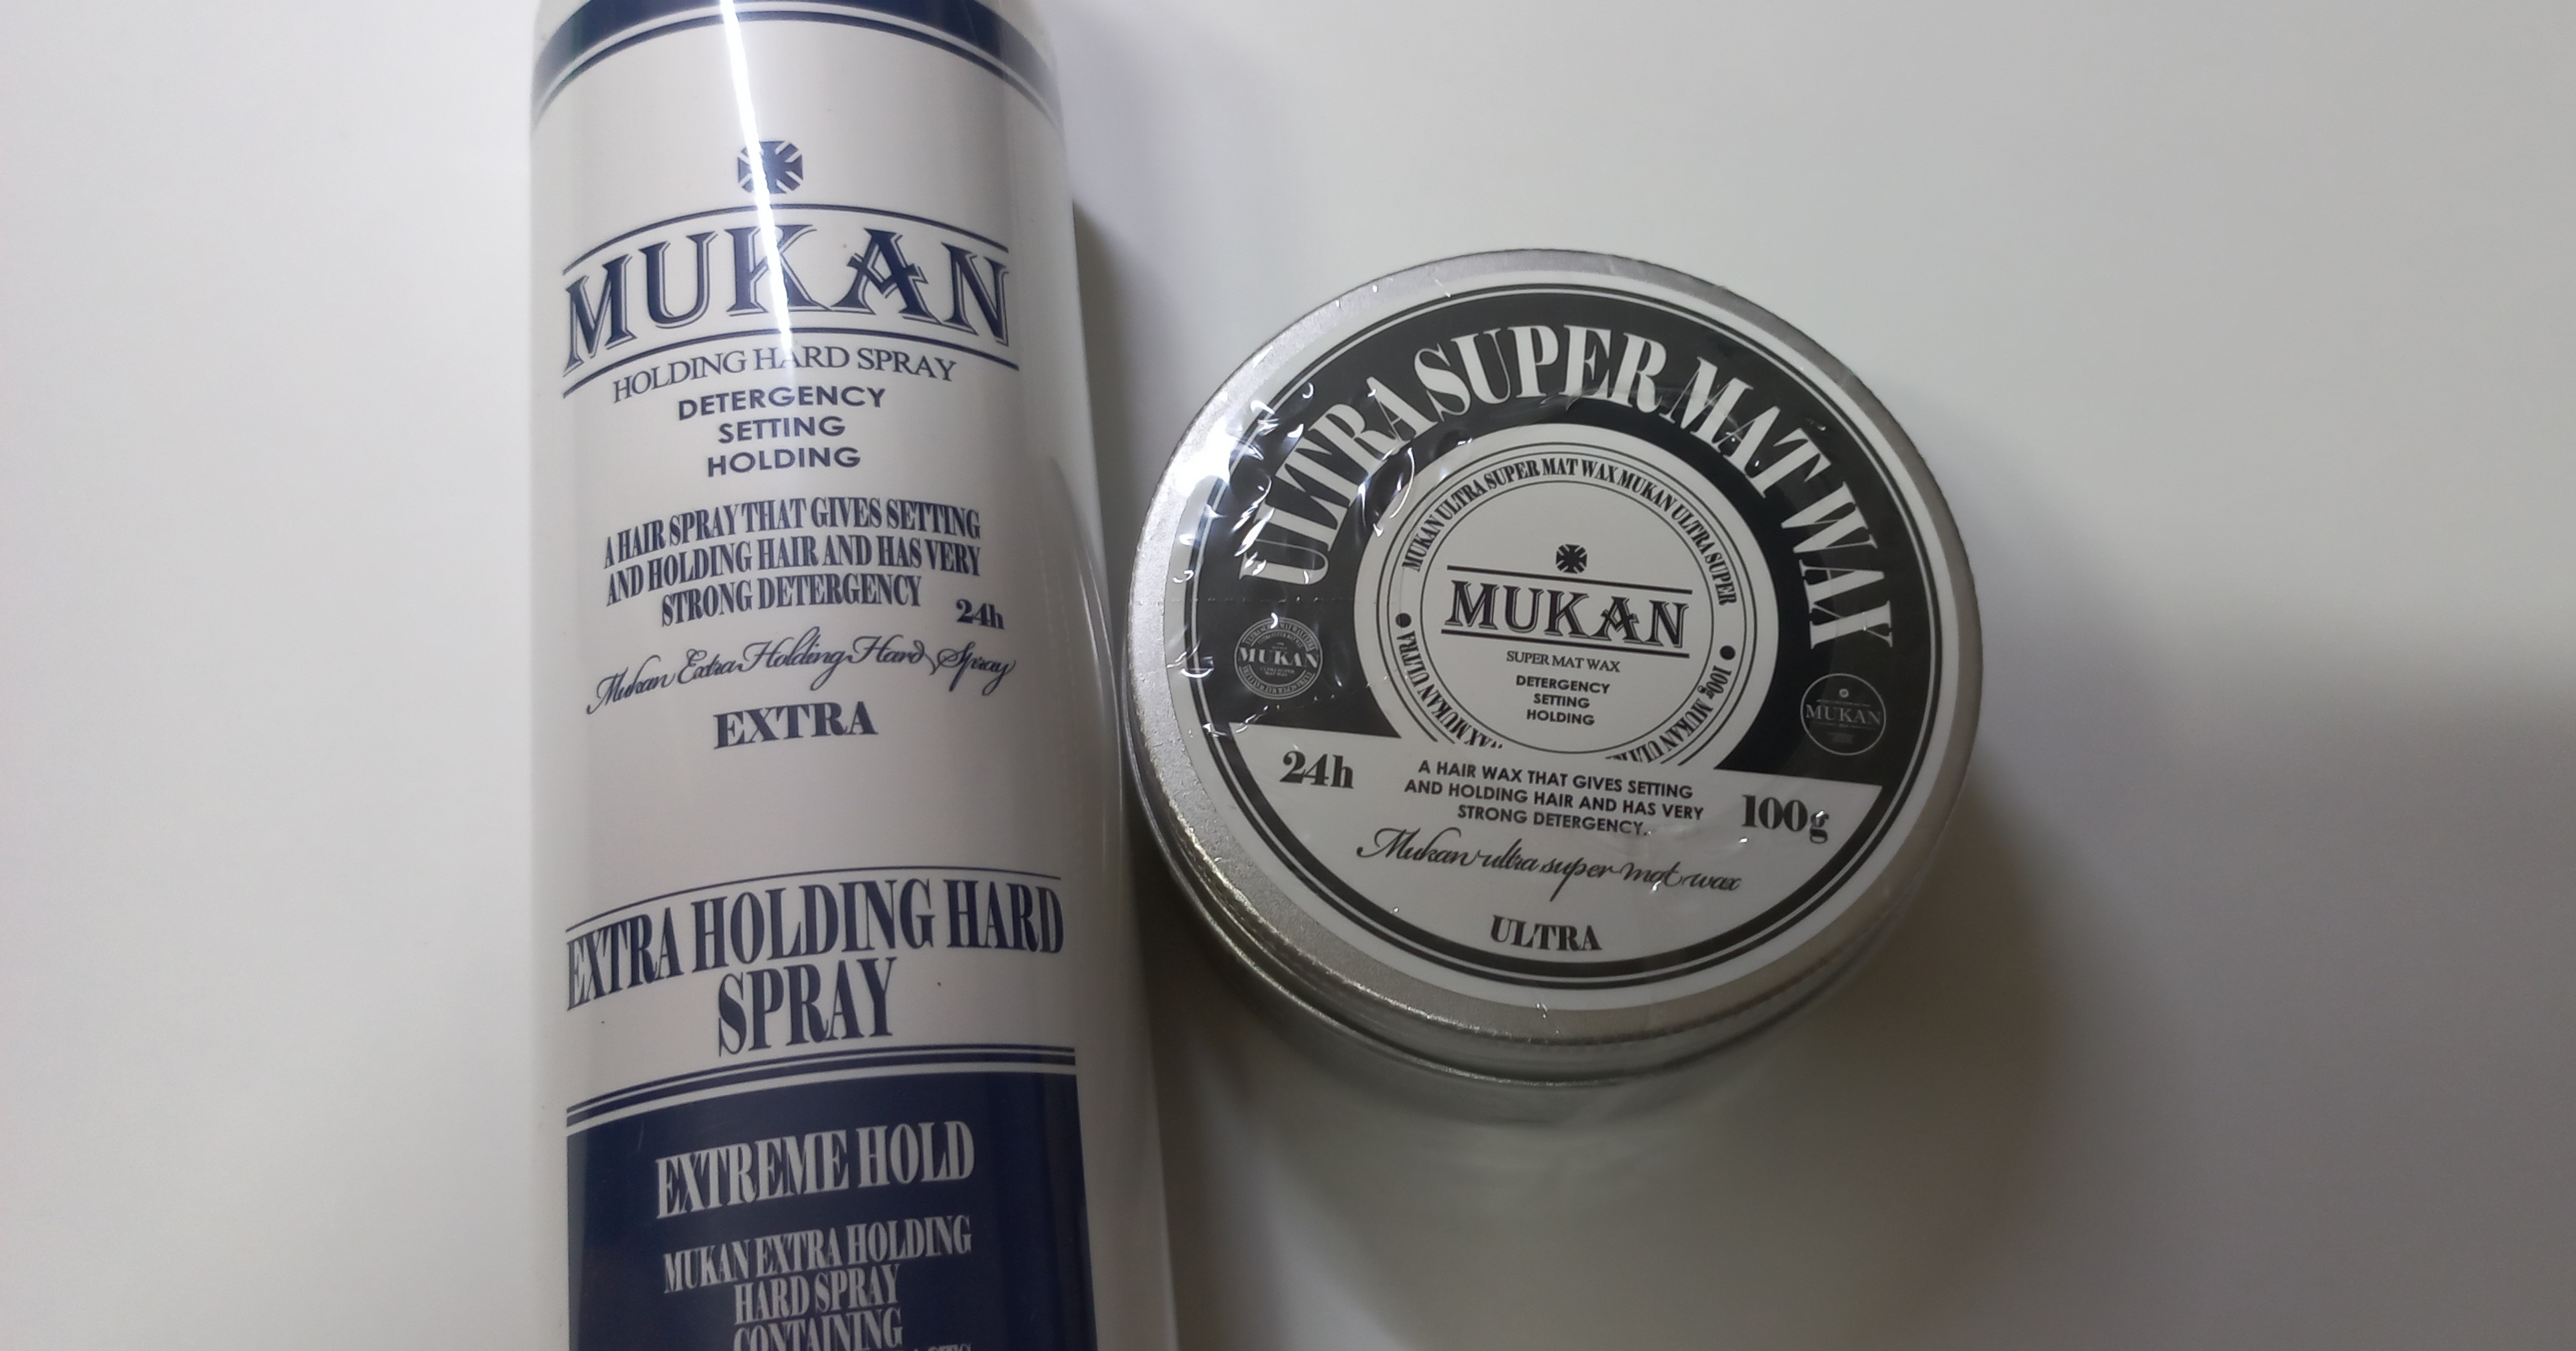 MUKAN
HOLDING HARD SPRAY
DETERGENCY
SETTING
HOLDING
A HAIR SPRAY THAT GIVES SETTING
AND HOLDING HAIR AND HAS VERY
STRONG DETERGENCY
24h
Mukan Extra Holding Hard Spray
EXTRA
EXTRA HOLDING HARD
SPRAY
EXTREME HOLD
MUKAN EXTRA HOLDING
HARD SPRAY
CONTAINING
ULTRA SUPER MAT WAX
MUKAN ULTRA SUPER MAT WAX MUKAN ULTRA SUPER
100g MUKAN
MUKAN ULTRA
MUKAN
SUPER MAT WAX
DETERGENCY
SETTING
HOLDING
MUKAN
MUKAN
24h
A HAIR WAX THAT GIVES SETTING
AND HOLDING HAIR AND HAS VERY
STRONG DETERGENCY.
100g
Mukan ultra super mat wax
ULTRA